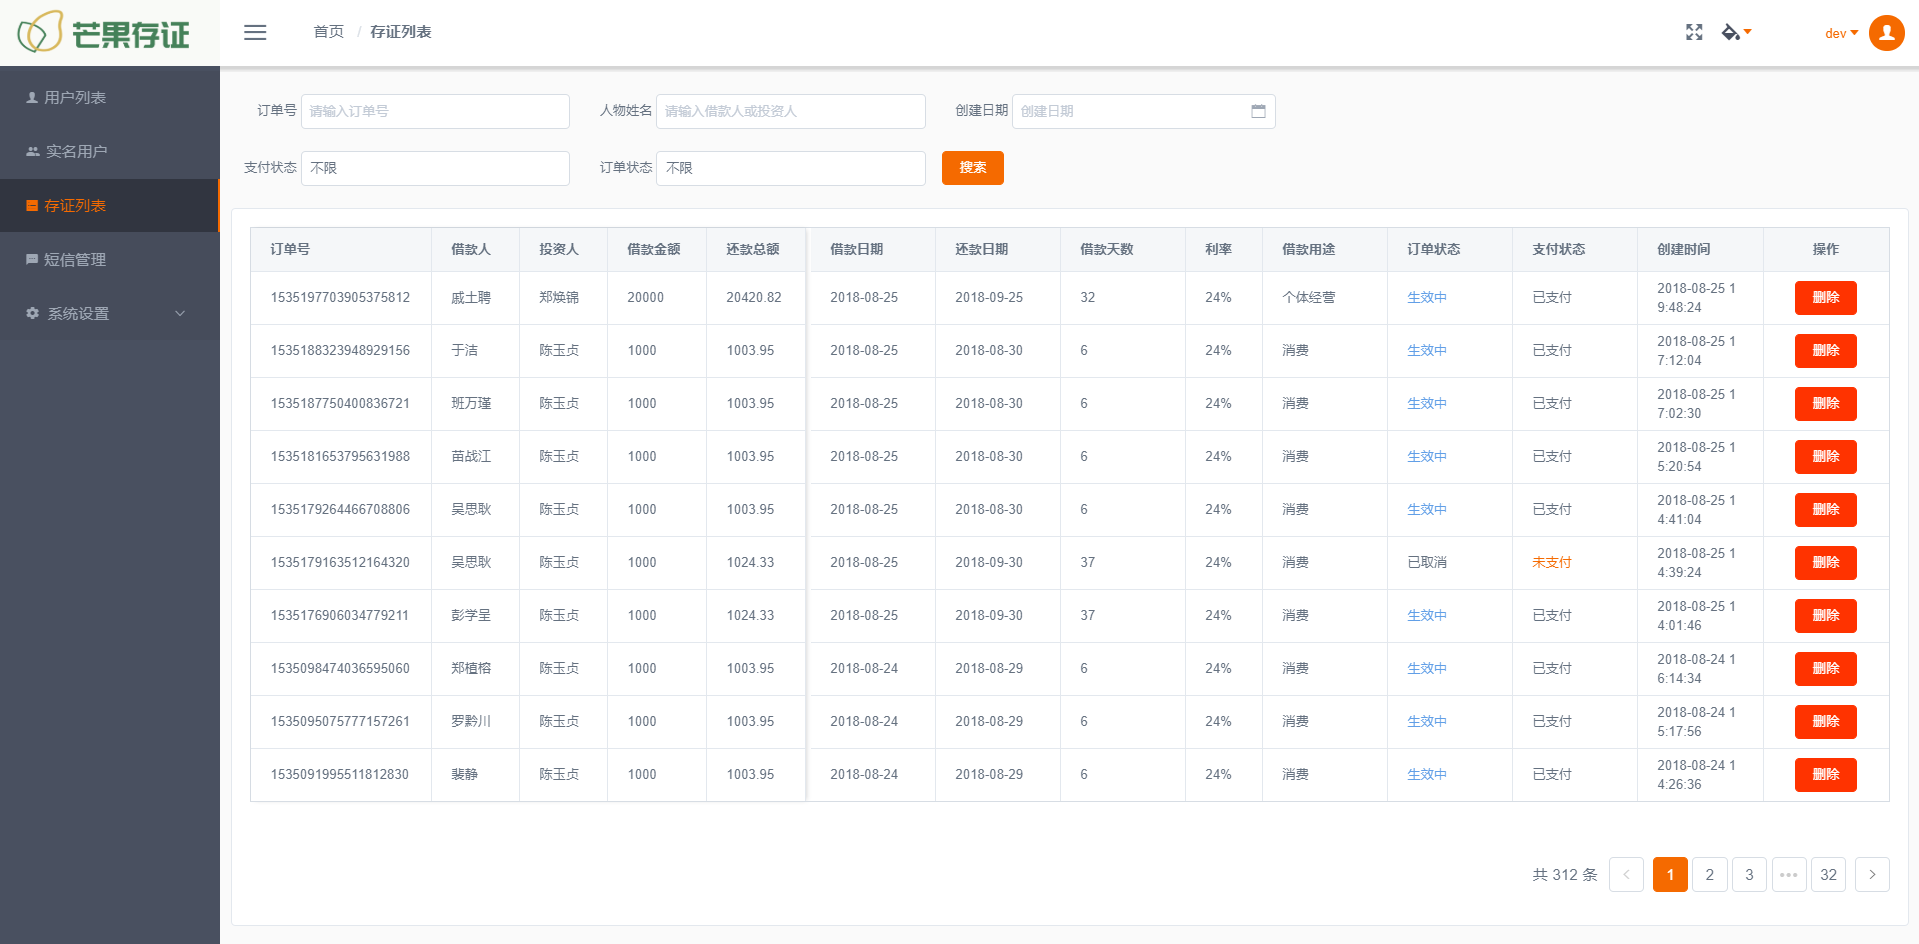 芒果存证
首页 / 存证列表
dev
用户列表
实名用户
存证列表
短信管理
系统设置
订单号 请输入订单号 人物姓名 请输入借款人或投资人 创建日期 创建日期
支付状态 不限 订单状态 不限 搜索
订单号 借款人 投资人 借款金额 还款总额 借款日期 还款日期 借款天数 利率 借款用途 订单状态 支付状态 创建时间 操作
1535197703905375812 戚土聘 郑焕锦 20000 20420.82 2018-08-25 2018-09-25 32 24% 个体经营 生效中 已支付 2018-08-25 1
9:48:24 删除
1535188323948929156 于洁 陈玉贞 1000 1003.95 2018-08-25 2018-08-30 6 24% 消费 生效中 已支付 2018-08-25 1
7:12:04 删除
1535187750400836721 班万瑾 陈玉贞 1000 1003.95 2018-08-25 2018-08-30 6 24% 消费 生效中 已支付 2018-08-25 1
7:02:30 删除
1535181653795631988 苗战江 陈玉贞 1000 1003.95 2018-08-25 2018-08-30 6 24% 消费 生效中 已支付 2018-08-25 1
5:20:54 删除
1535179264466708806 吴思耿 陈玉贞 1000 1003.95 2018-08-25 2018-08-30 6 24% 消费 生效中 已支付 2018-08-25 1
4:41:04 删除
1535179163512164320 吴思耿 陈玉贞 1000 1024.33 2018-08-25 2018-09-30 37 24% 消费 已取消 未支付 2018-08-25 1
4:39:24 删除
1535176906034779211 彭学呈 陈玉贞 1000 1024.33 2018-08-25 2018-09-30 37 24% 消费 生效中 已支付 2018-08-25 1
4:01:46 删除
1535098474036595060 郑植榕 陈玉贞 1000 1003.95 2018-08-24 2018-08-29 6 24% 消费 生效中 已支付 2018-08-24 1
6:14:34 删除
1535095075777157261 罗黔川 陈玉贞 1000 1003.95 2018-08-24 2018-08-29 6 24% 消费 生效中 已支付 2018-08-24 1
5:17:56 删除
1535091995511812830 裴静 陈玉贞 1000 1003.95 2018-08-24 2018-08-29 6 24% 消费 生效中 已支付 2018-08-24 1
4:26:36 删除
共 312 条 < 1 2 3 ••• 32 >